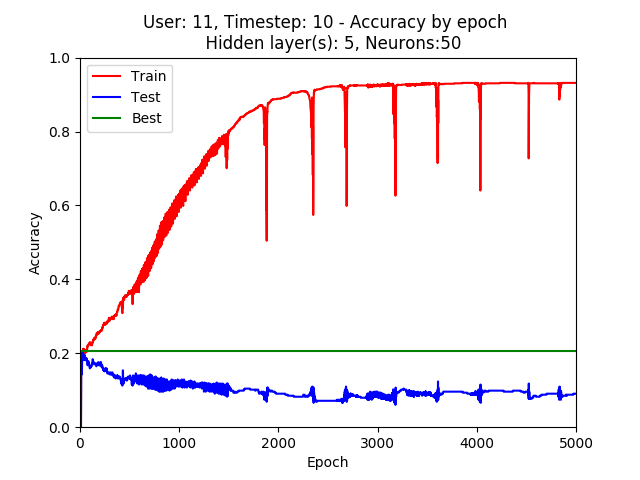 User: 11, Timestep: 10 - Accuracy by epoch
Hidden layer(s): 5, Neurons:50
1.0
0.8
0.6
0.4
0.2
0.0
Accuracy
Train
Test
Best
0
1000
2000
3000
4000
5000
Epoch